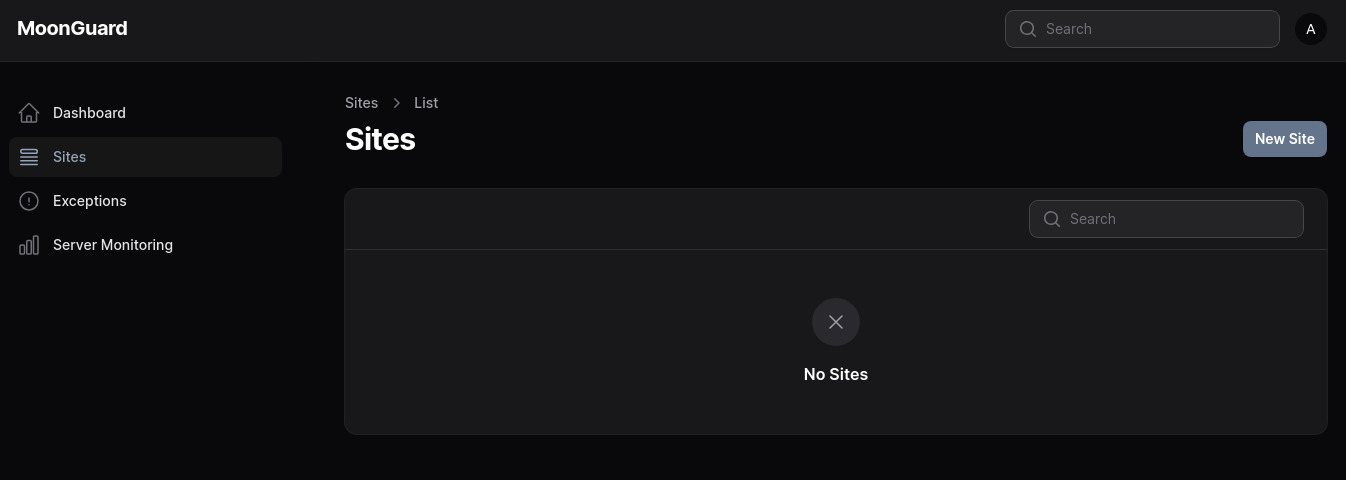 MoonGuard
Search
A
Dashboard
Sites
Exceptions
Server Monitoring
Sites List
Sites
New Site
Search
No Sites